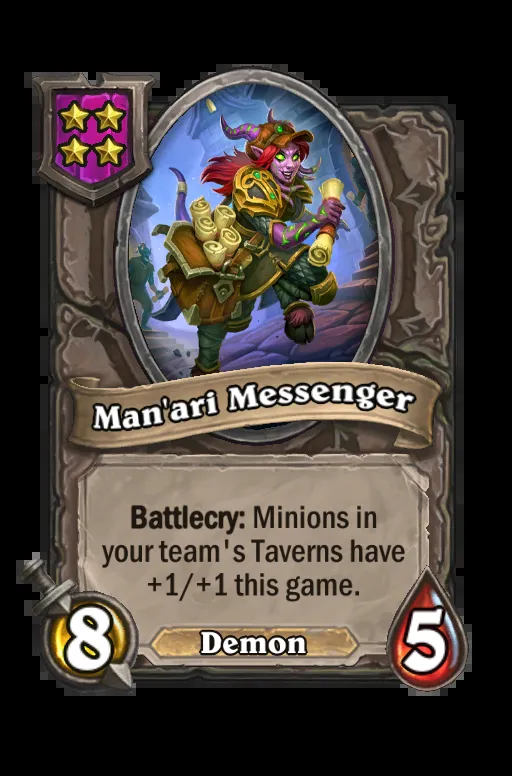 Man'ari Messenger
Battlecry: Minions in
your team's Taverns have
+1/+1 this game.
8
Demon
5